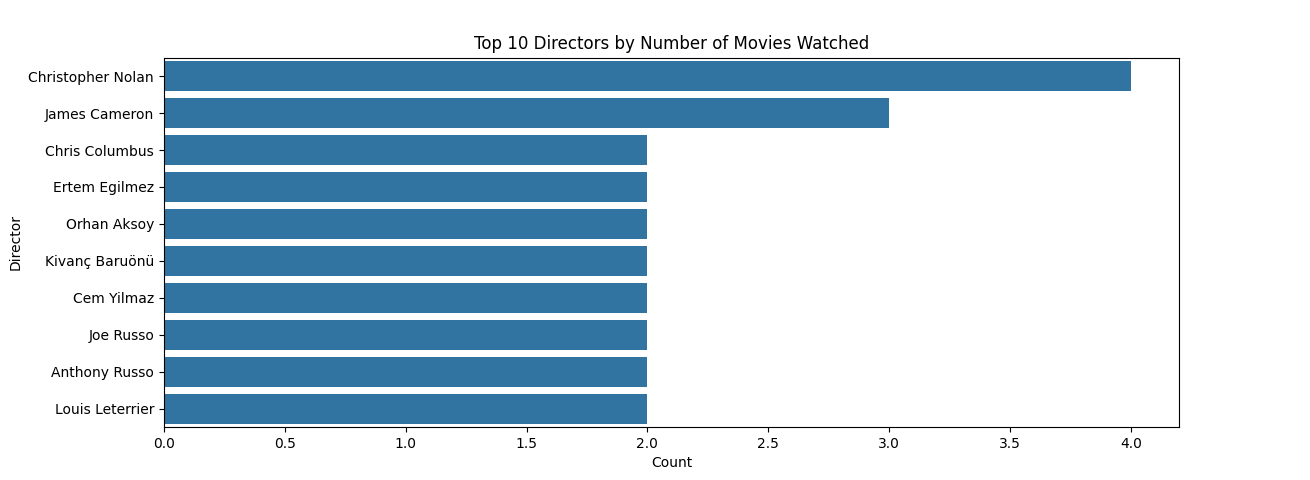 Top 10 Directors by Number of Movies Watched
Director
Christopher Nolan
James Cameron
Chris Columbus
Ertem Egilmez
Orhan Aksoy
Kivanç Baruönü
Cem Yilmaz
Joe Russo
Anthony Russo
Louis Leterrier
0.0 0.5 1.0 1.5 2.0 2.5 3.0 3.5 4.0
Count